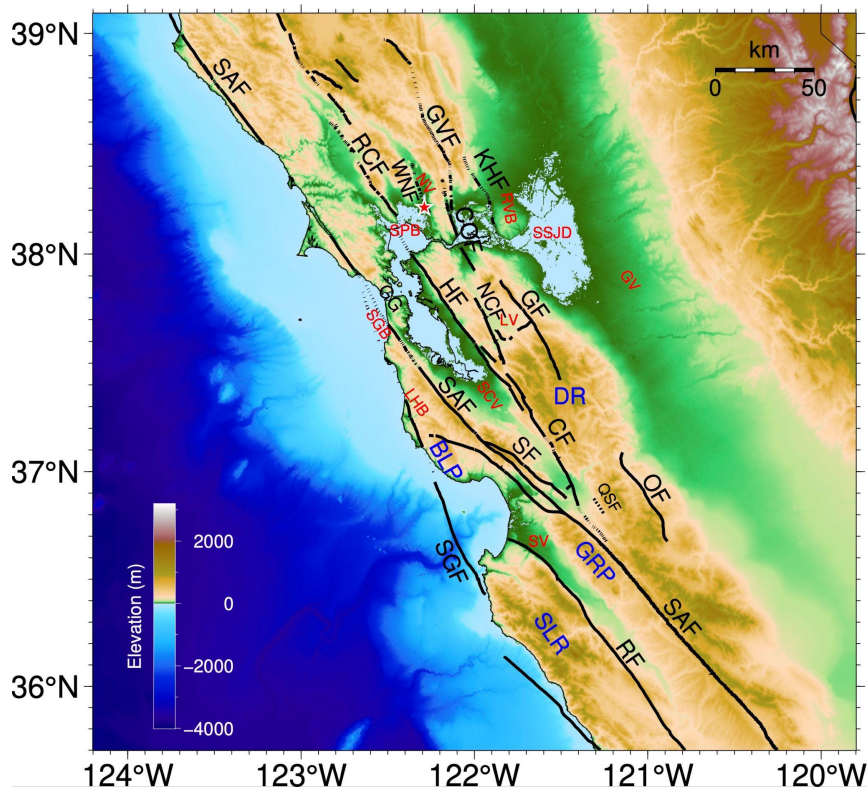 39°N
38°N
37°N
36°N
124°W
123°W
122°W
121°W
120°W
km
0
50
SAF
GVF
KHF
RCF
WNF
NV
RVB
SPB
COF
SSJD
GV
GG
SGB
HF
NCF
GF
LV
SAF
SCV
LHB
DR
BLP
SF
CF
OF
QSF
SV
GRP
SGF
SLR
SAF
RF
Elevation (m)
2000
0
−2000
−4000